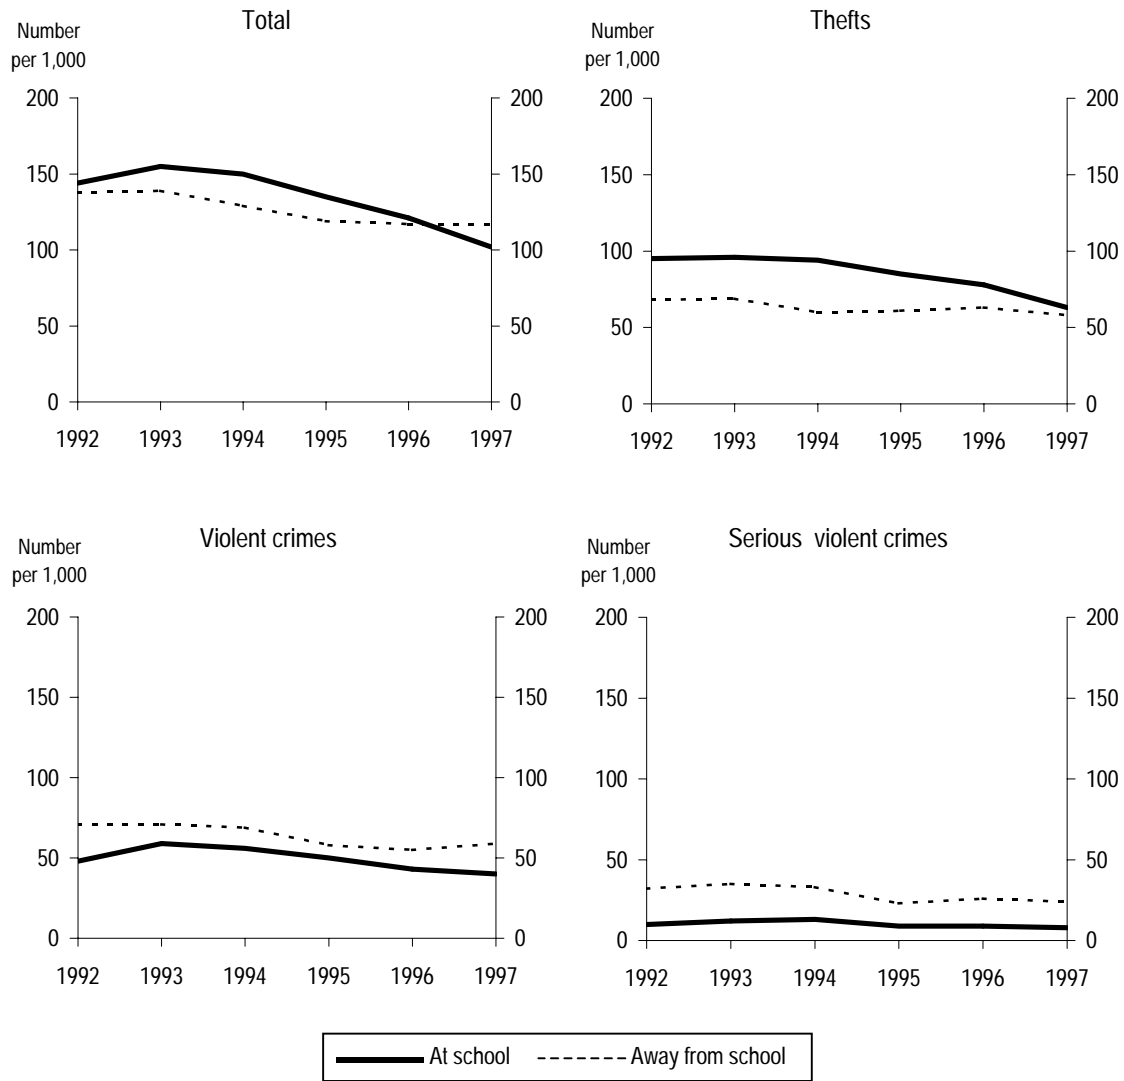 Total
Number
per 1,000
200 200
150 150
100 100
50 50
0 0
1992 1993 1994 1995 1996 1997
Thefts
Number
per 1,000
200 200
150 150
100 100
50 50
0 0
1992 1993 1994 1995 1996 1997
Violent crimes
Number
per 1,000
200 200
150 150
100 100
50 50
0 0
1992 1993 1994 1995 1996 1997
Serious violent crimes
Number
per 1,000
200 200
150 150
100 100
50 50
0 0
1992 1993 1994 1995 1996 1997
At school Away from school